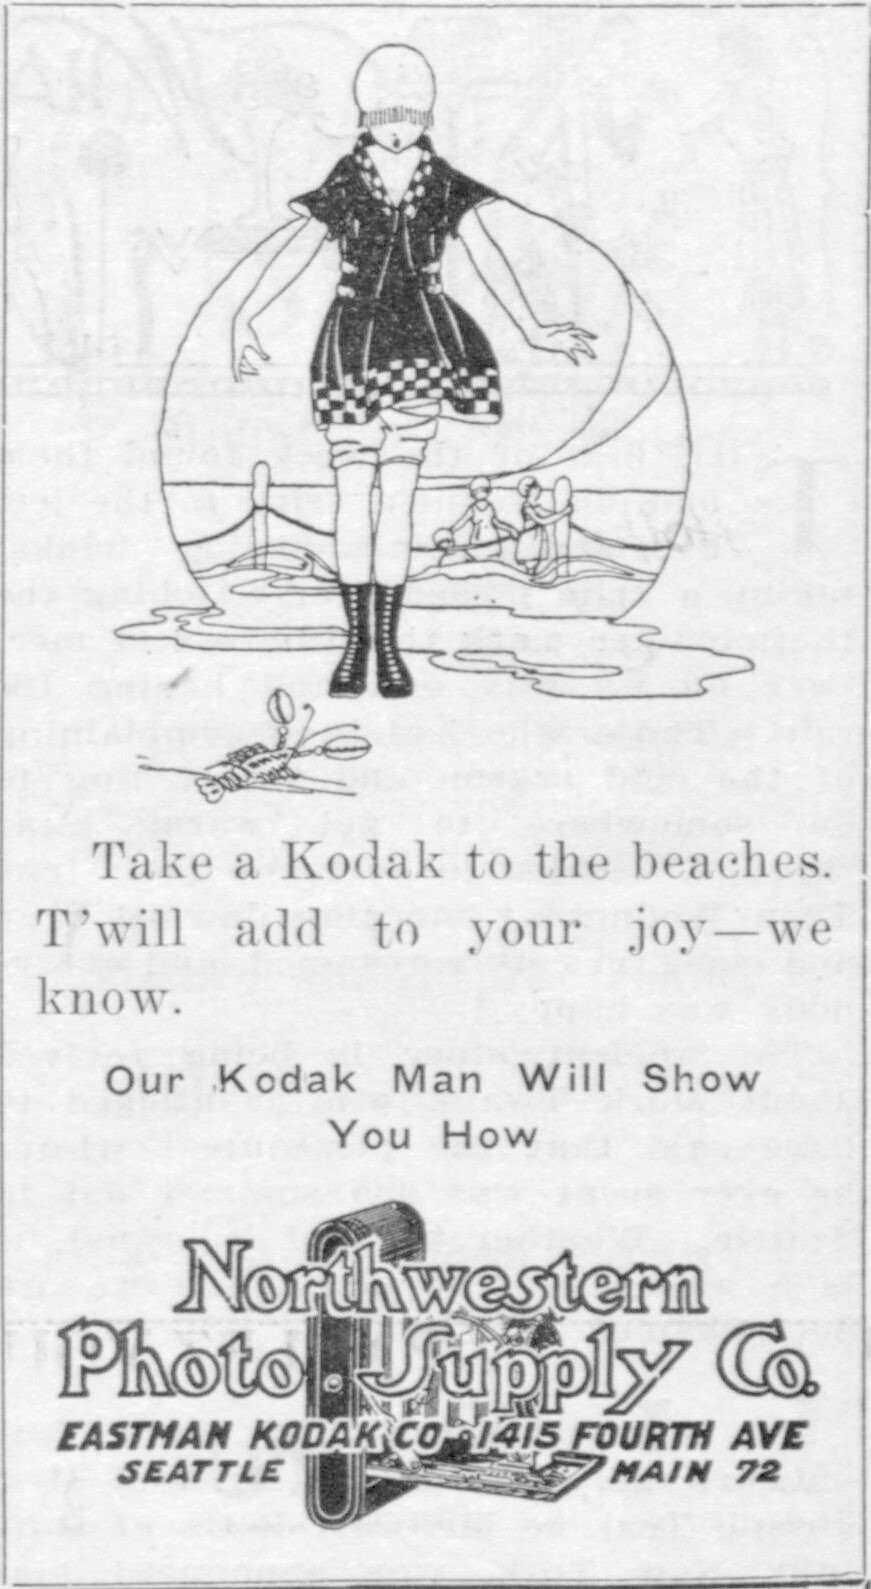 Take a Kodak to the beaches.
T'will add to your joy—we
know.
Our Kodak Man Will Show
You How
Northwestern
Photo Supply Co.
EASTMAN KODAK CO. 1415 FOURTH AVE
SEATTLE MAIN 72